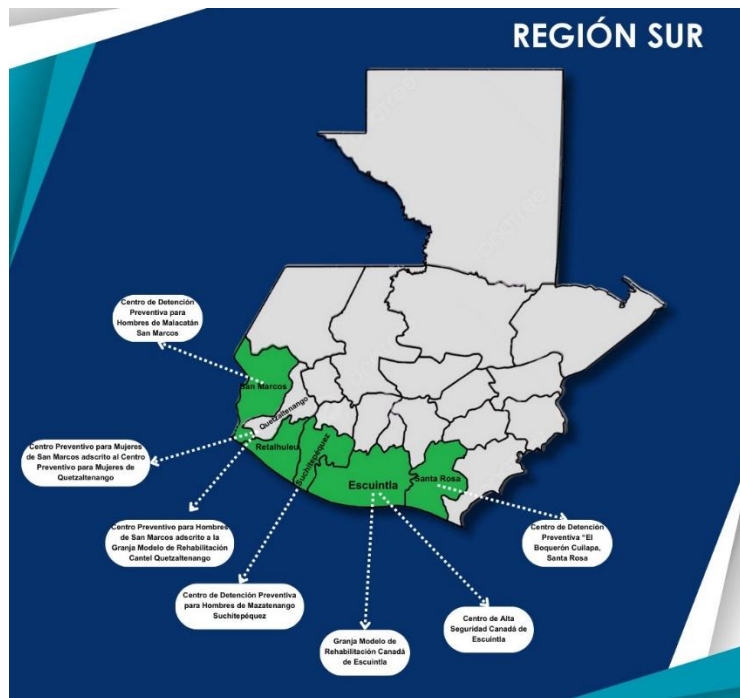 REGIÓN SUR
Centro de Detención
Preventiva para
Hombres de Malacatán
San Marcos
San Marcos
Quetzaltenango
Centro Preventivo para Mujeres
de San Marcos adscrito al Centro
Preventivo para Mujeres de
Quetzaltenango
Retalhuleu
Suchitepéquez
Escuintla
Santa Rosa
Centro Preventivo para Hombres
de San Marcos adscrito a la
Granja Modelo de Rehabilitación
Cantel Quetzaltenango
Centro de Detención
Preventiva "El
Boquerón Cuilapa,
Santa Rosa
Centro de Detención Preventiva
para Hombres de Mazatenango
Suchitepéquez
Granja Modelo de
Rehabilitación Canadá
de Escuintla
Centro de Alta
Seguridad Canadá de
Escuintla